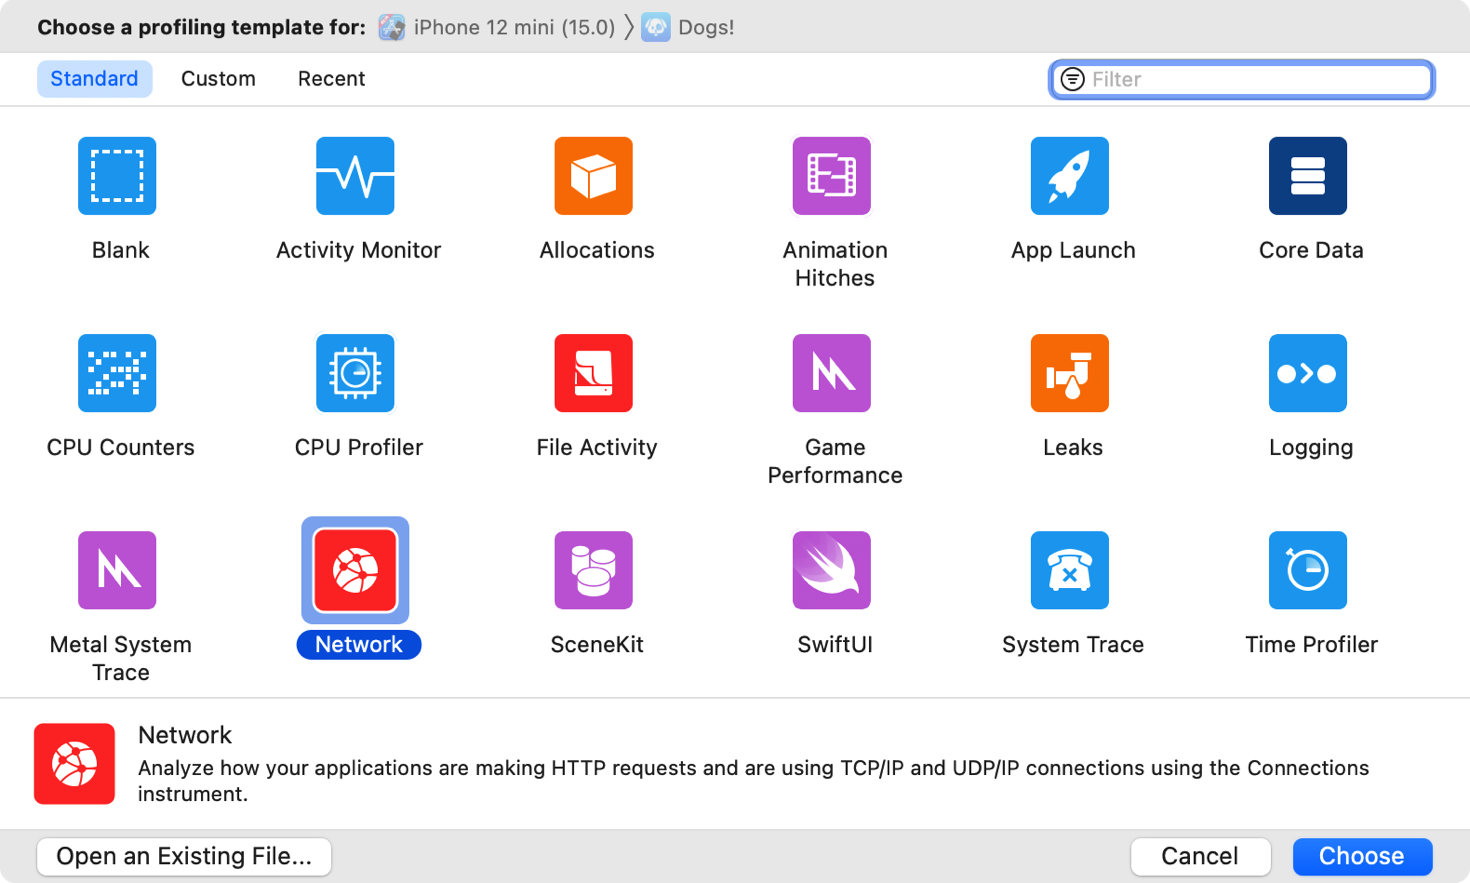 Choose a profiling template for: iPhone 12 mini (15.0) 〉 Dogs!
Standard Custom Recent Filter
Blank Activity Monitor Allocations Animation Hitches App Launch Core Data
CPU Counters CPU Profiler File Activity Game Performance Leaks Logging
Metal System Trace Network SceneKit SwiftUI System Trace Time Profiler
Network
Analyze how your applications are making HTTP requests and are using TCP/IP and UDP/IP connections using the Connections
instrument.
Open an Existing File... Cancel Choose